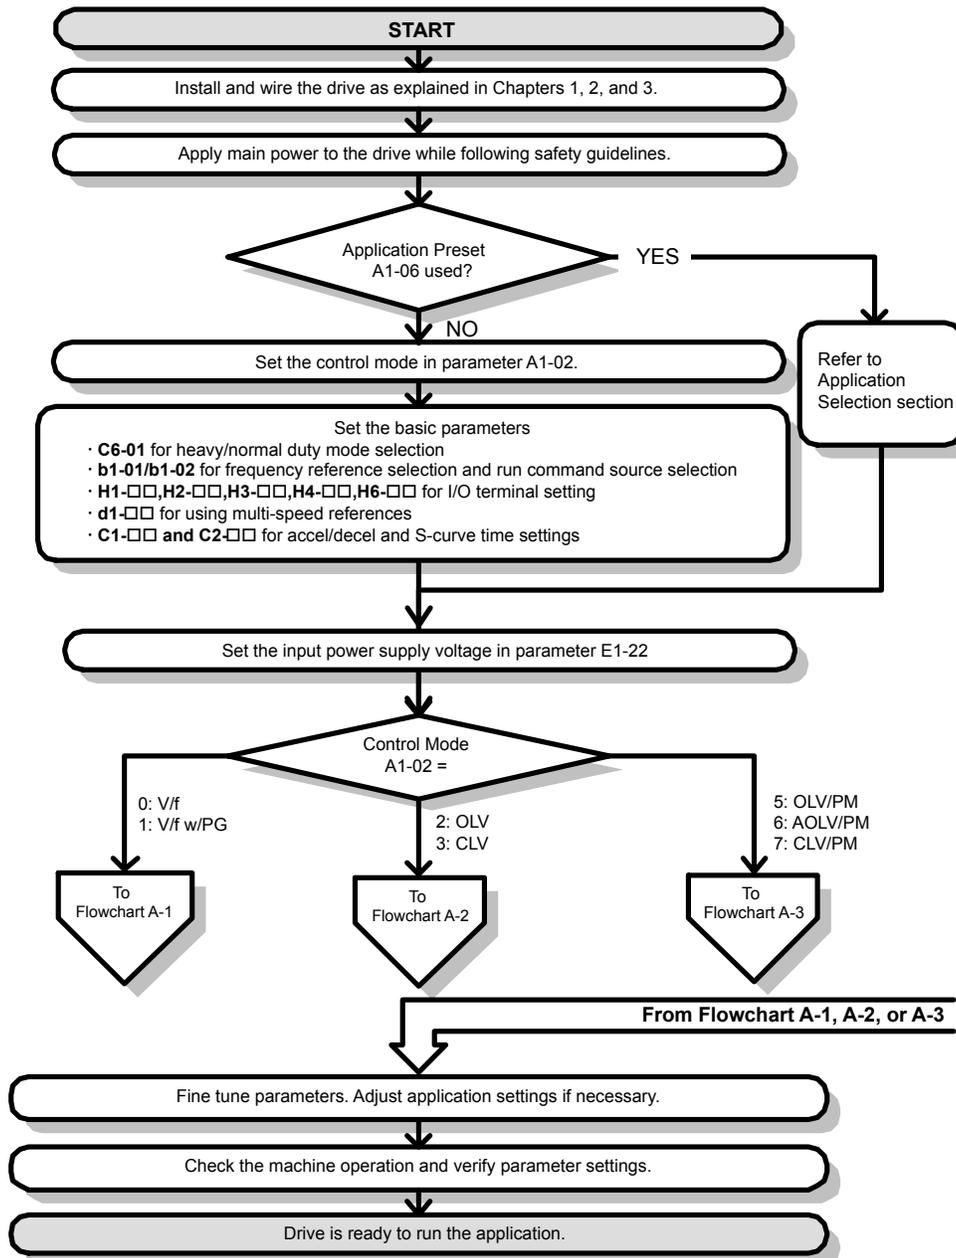 START
Install and wire the drive as explained in Chapters 1, 2, and 3.
Apply main power to the drive while following safety guidelines.
Application Preset
A1-06 used?
YES
NO
Set the control mode in parameter A1-02.
Refer to
Application
Selection section
Set the basic parameters
· C6-01 for heavy/normal duty mode selection
· b1-01/b1-02 for frequency reference selection and run command source selection
· H1-□□,H2-□□,H3-□□,H4-□□,H6-□□ for I/O terminal setting
· d1-□□ for using multi-speed references
· C1-□□ and C2-□□ for accel/decel and S-curve time settings
Set the input power supply voltage in parameter E1-22
Control Mode
A1-02 =
0: V/f
1: V/f w/PG
2: OLV
3: CLV
5: OLV/PM
6: AOLV/PM
7: CLV/PM
To
Flowchart A-1
To
Flowchart A-2
To
Flowchart A-3
From Flowchart A-1, A-2, or A-3
Fine tune parameters. Adjust application settings if necessary.
Check the machine operation and verify parameter settings.
Drive is ready to run the application.